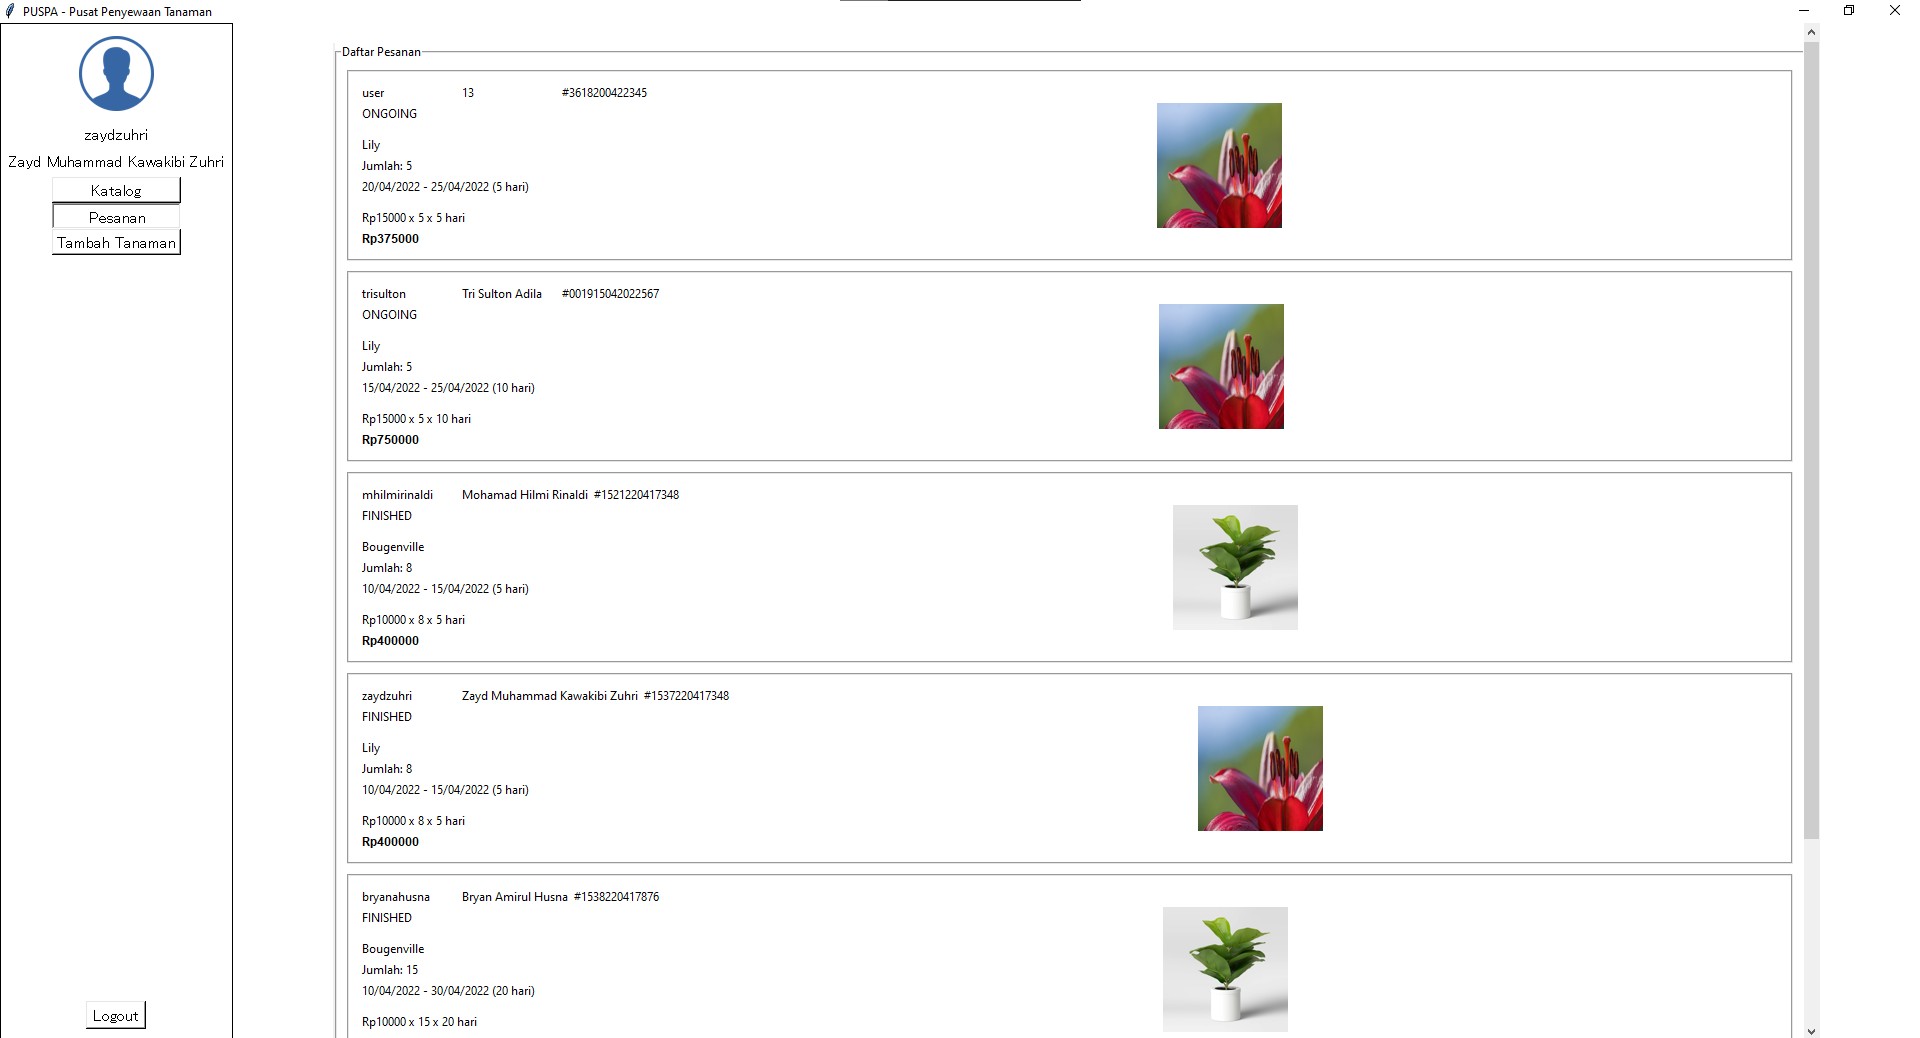 PUSPA - Pusat Penyewaan Tanaman
zaydzuhri
Zayd Muhammad Kawakibi Zuhri
Katalog
Pesanan
Tambah Tanaman
Logout
Daftar Pesanan
user 13 #3618200422345
ONGOING
Lily
Jumlah: 5
20/04/2022 - 25/04/2022 (5 hari)
Rp15000 x 5 x 5 hari
Rp375000
trisulton Tri Sulton Adila #001915042022567
ONGOING
Lily
Jumlah: 5
15/04/2022 - 25/04/2022 (10 hari)
Rp15000 x 5 x 10 hari
Rp750000
mhilmirinaldi Mohamad Hilmi Rinaldi #1521220417348
FINISHED
Bougenville
Jumlah: 8
10/04/2022 - 15/04/2022 (5 hari)
Rp10000 x 8 x 5 hari
Rp400000
zaydzuhri Zayd Muhammad Kawakibi Zuhri #1537220417348
FINISHED
Lily
Jumlah: 8
10/04/2022 - 15/04/2022 (5 hari)
Rp10000 x 8 x 5 hari
Rp400000
bryanahusna Bryan Amirul Husna #1538220417876
FINISHED
Bougenville
Jumlah: 15
10/04/2022 - 30/04/2022 (20 hari)
Rp10000 x 15 x 20 hari